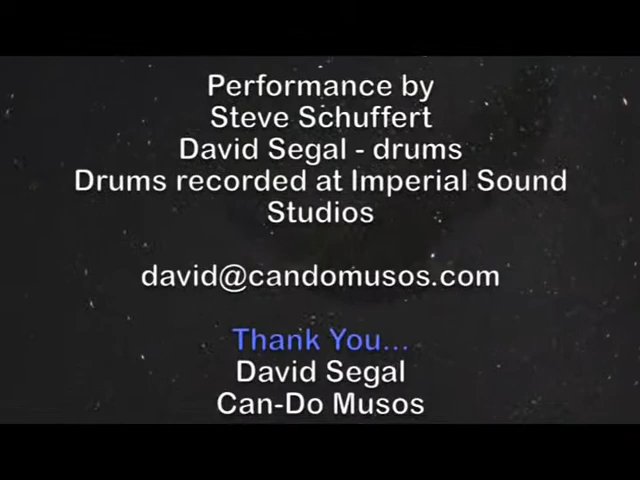 Performance by
Steve Schuffert
David Segal - drums
Drums recorded at Imperial Sound
Studios
david@candomusos.com
Thank You...
David Segal
Can-Do Musos